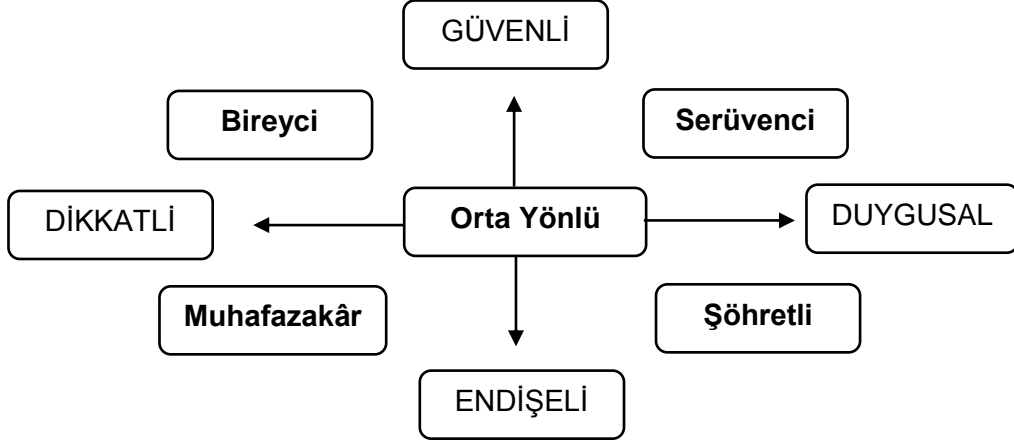 GÜVENLİ
Bireyci
Serüvenci
DİKKATLİ
Orta Yönlü
DUYGUSAL
Muhafazakâr
Şöhretli
ENDİŞELİ